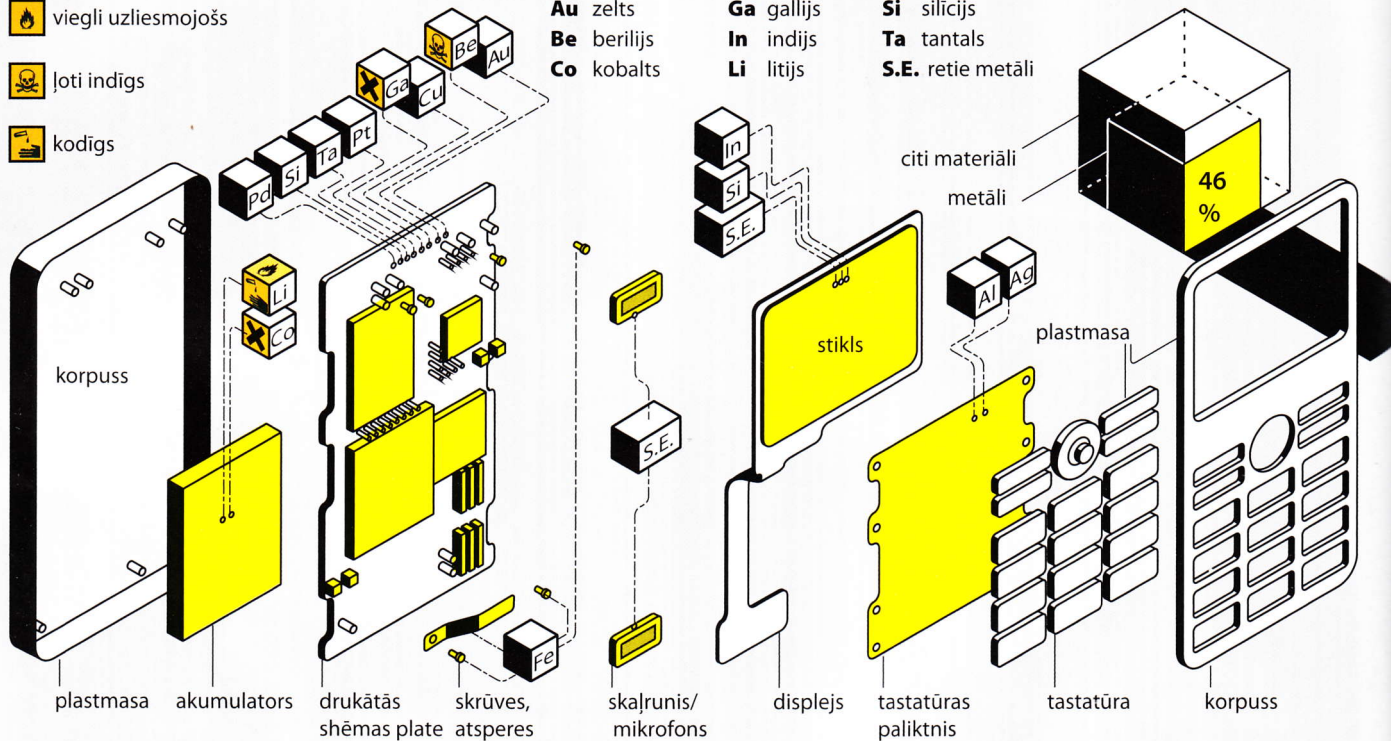 viegli uzliesmojošs
ļoti indīgs
kodīgs
Au zelts
Be berilijs
Co kobalts
Ga gallijs
In indijs
Li litijs
Si silīcijs
Ta tantals
S.E. retie metāli
Be
Au
Ga
Cu
Pt
Ta
Si
Pd
In
Si
S.E.
citi materiāli
metāli
46
%
Li
Co
Al
Ag
korpuss
stikls
plastmasa
S.E.
Fe
plastmasa
akumulators
drukātās
shēmas plate
skrūves,
atsperes
skaļrunis/
mikrofons
displejs
tastatūras
paliktnis
tastatūra
korpuss